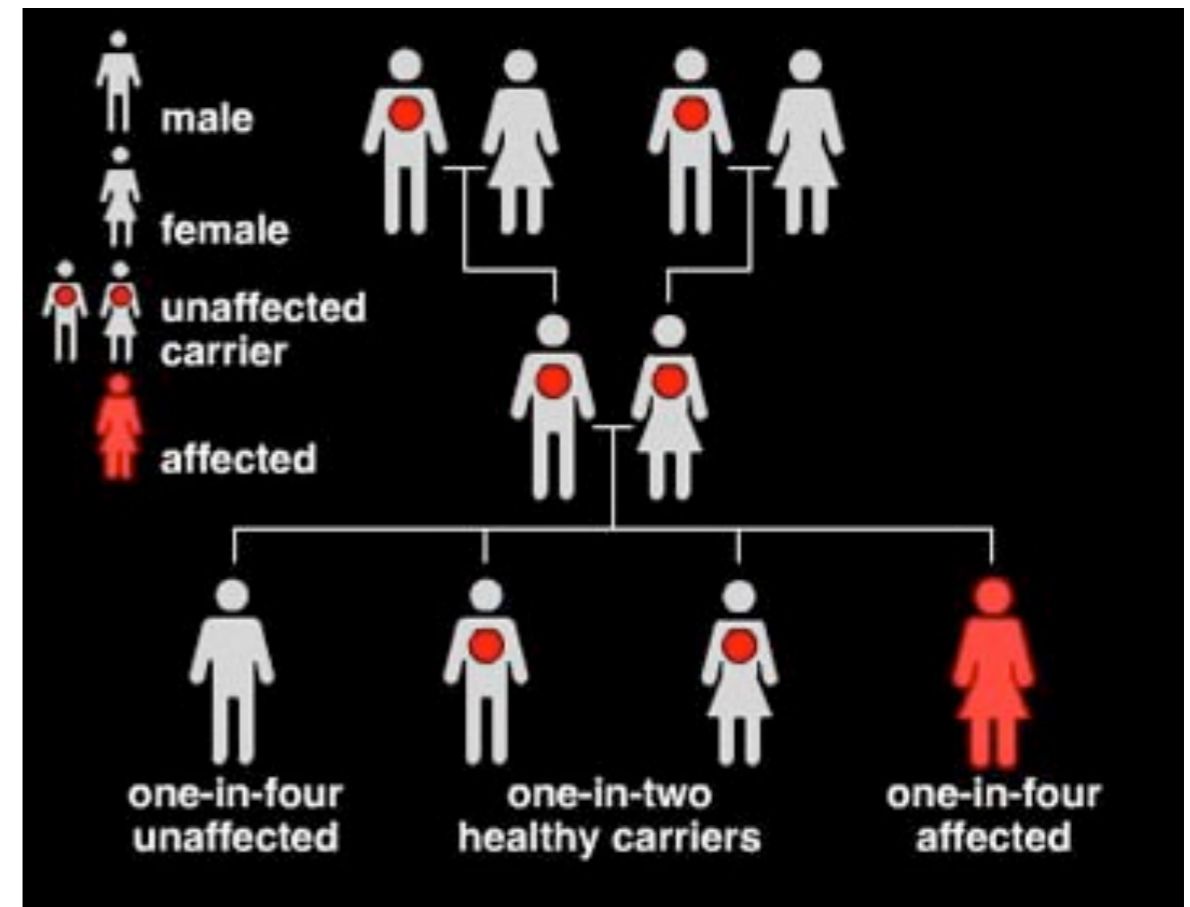 male
female
unaffected
carrier
affected
one-in-four
unaffected
one-in-two
healthy carriers
one-in-four
affected